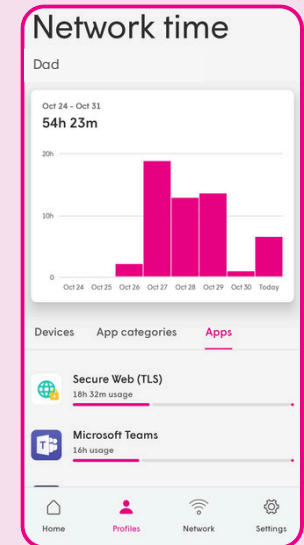 Network time
Dad
Oct 24 - Oct 31
54h 23m
20h
10h
0
Oct 24 Oct 25 Oct 26 Oct 27 Oct 28 Oct 29 Oct 30 Today
Devices App categories Apps
Secure Web (TLS)
18h 32m usage
Microsoft Teams
16h usage
Home Profiles Network Settings